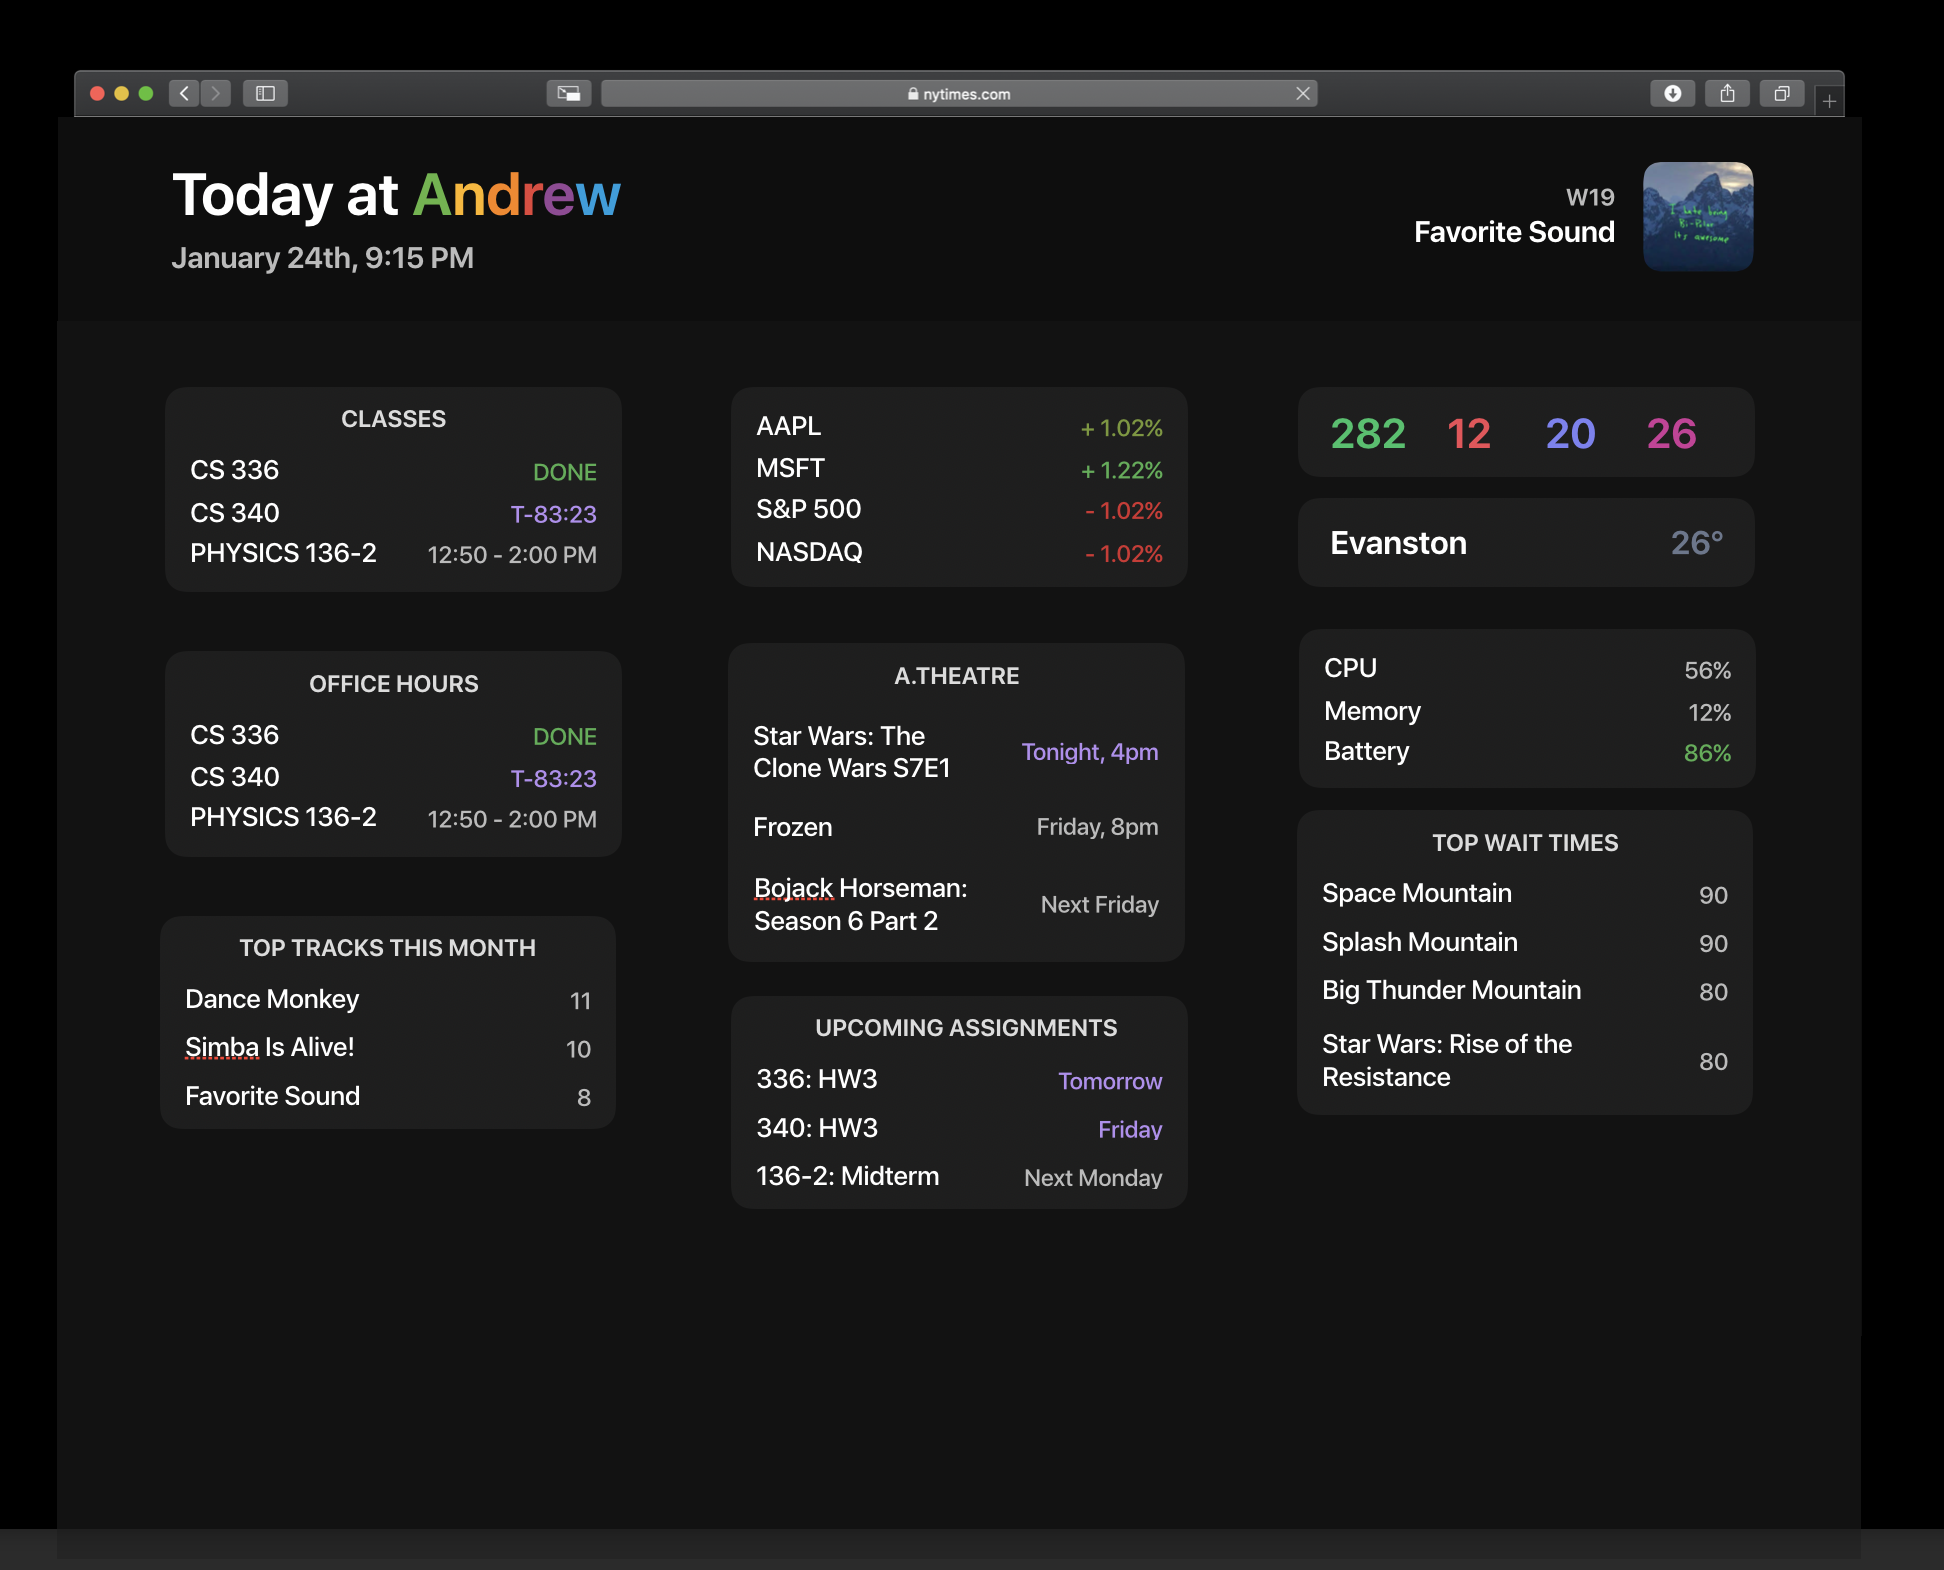 nytimes.com
Today at Andrew
January 24th, 9:15 PM
W19
Favorite Sound
I hate being
Bi-Polar
it's awesome
CLASSES
CS 336 DONE
CS 340 T-83:23
PHYSICS 136-2 12:50 - 2:00 PM
OFFICE HOURS
CS 336 DONE
CS 340 T-83:23
PHYSICS 136-2 12:50 - 2:00 PM
TOP TRACKS THIS MONTH
Dance Monkey 11
Simba Is Alive! 10
Favorite Sound 8
AAPL + 1.02%
MSFT + 1.22%
S&P 500 - 1.02%
NASDAQ - 1.02%
A.THEATRE
Star Wars: The
Clone Wars S7E1 Tonight, 4pm
Frozen Friday, 8pm
Bojack Horseman:
Season 6 Part 2 Next Friday
UPCOMING ASSIGNMENTS
336: HW3 Tomorrow
340: HW3 Friday
136-2: Midterm Next Monday
282 12 20 26
Evanston 26°
CPU 56%
Memory 12%
Battery 86%
TOP WAIT TIMES
Space Mountain 90
Splash Mountain 90
Big Thunder Mountain 80
Star Wars: Rise of the
Resistance 80